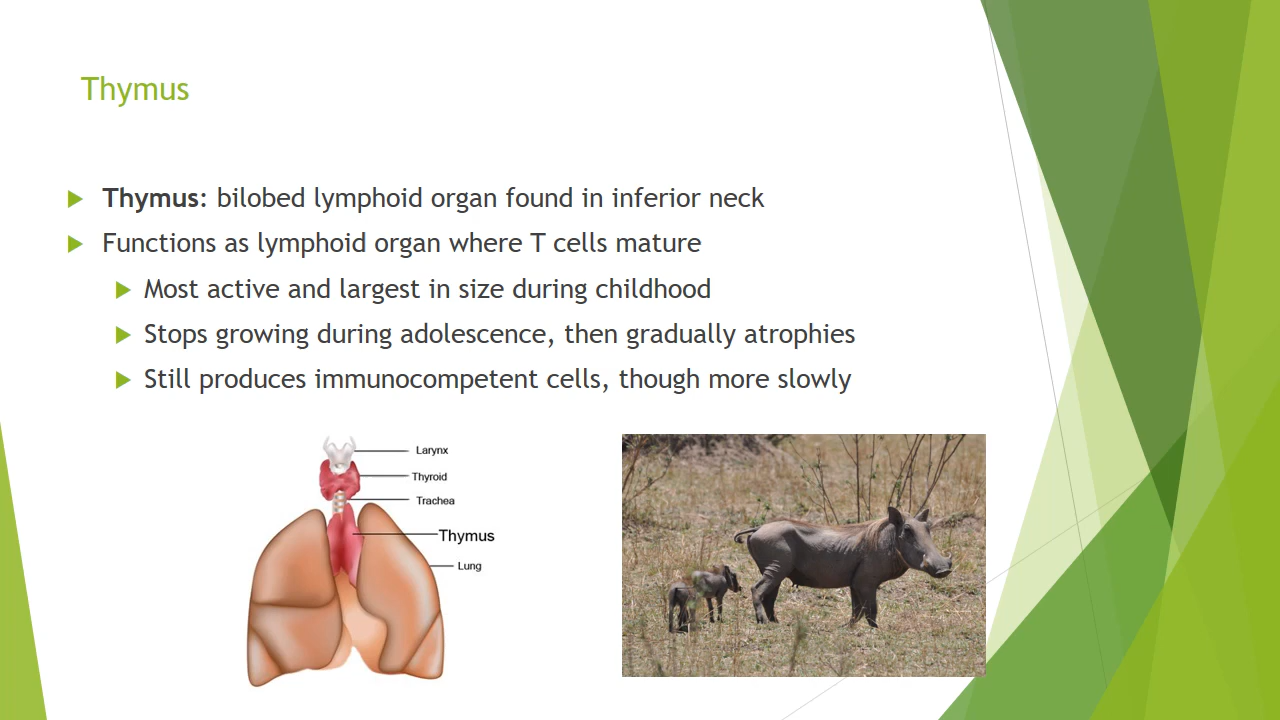 Thymus
Thymus: bilobed lymphoid organ found in inferior neck
Functions as lymphoid organ where T cells mature
Most active and largest in size during childhood
Stops growing during adolescence, then gradually atrophies
Still produces immunocompetent cells, though more slowly
Larynx
Thyroid
Trachea
Thymus
Lung